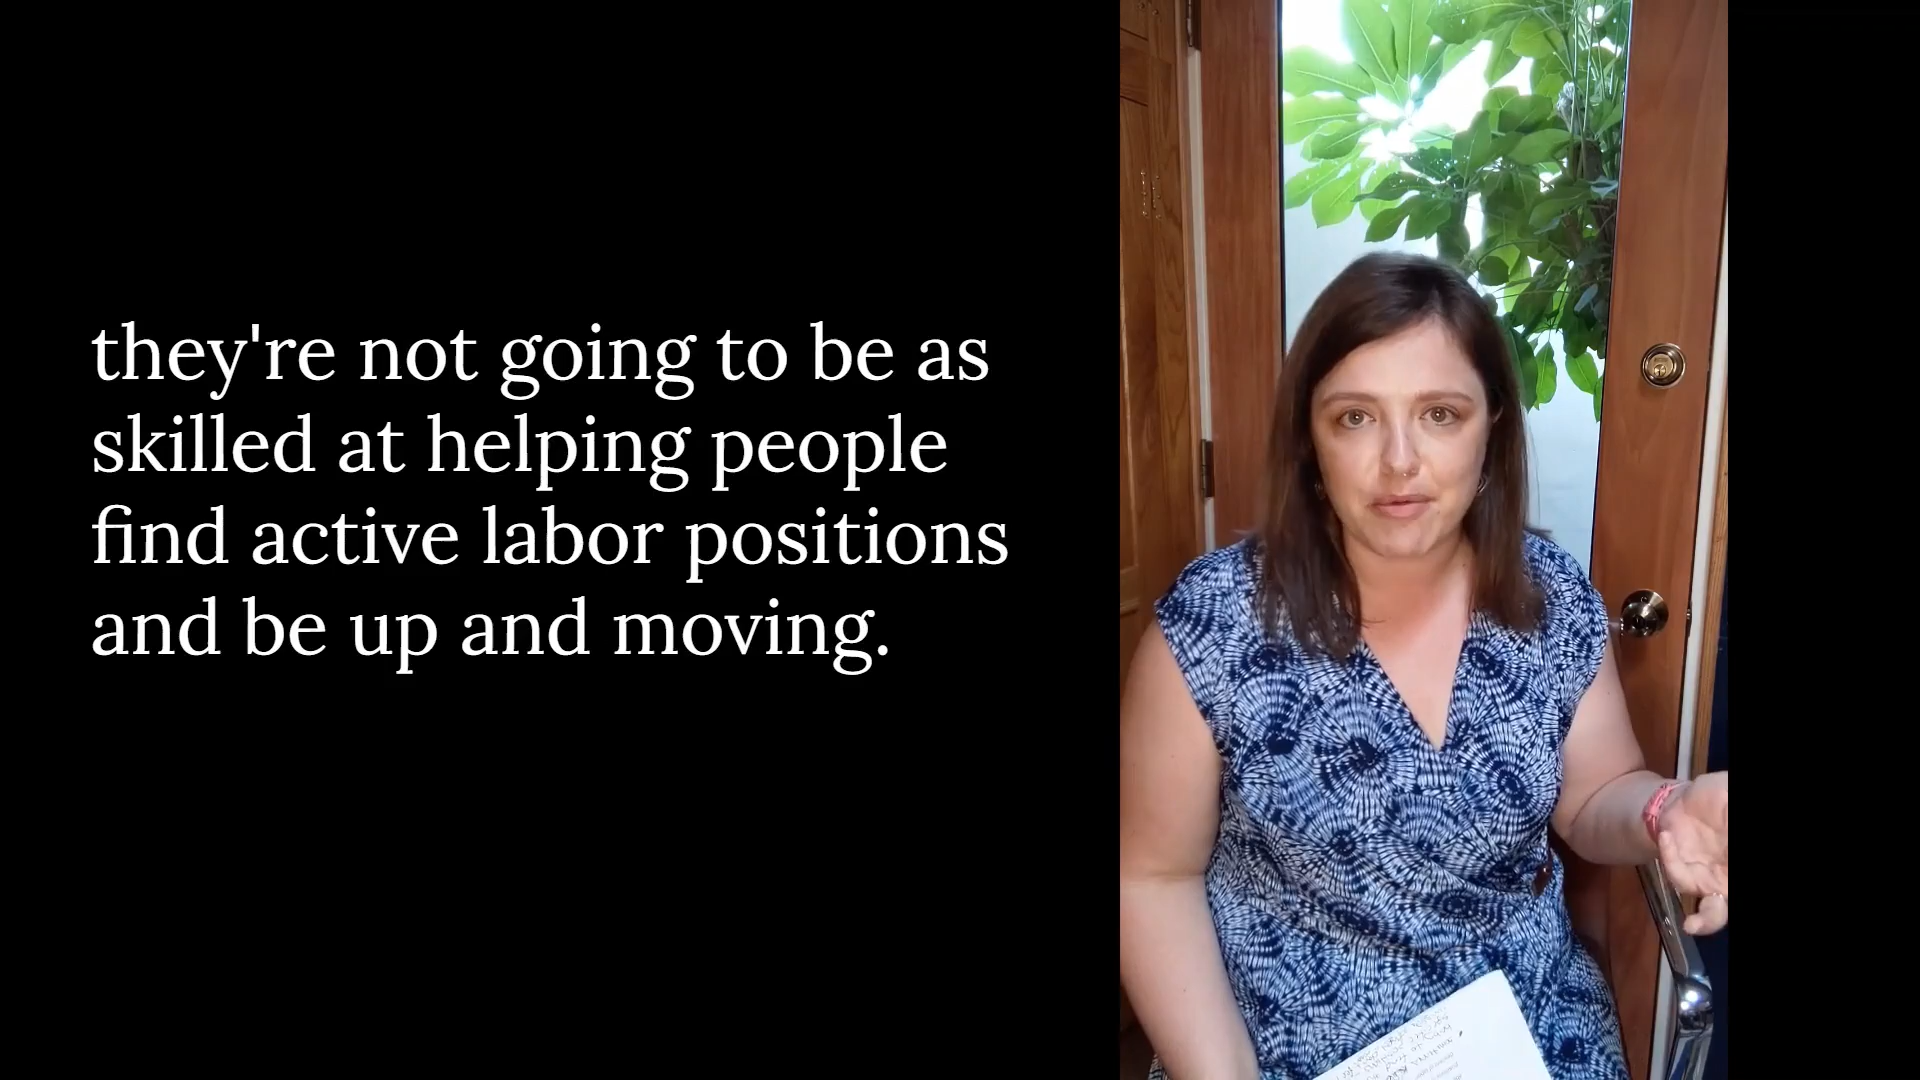 they're not going to be as
skilled at helping people
find active labor positions
and be up and moving.